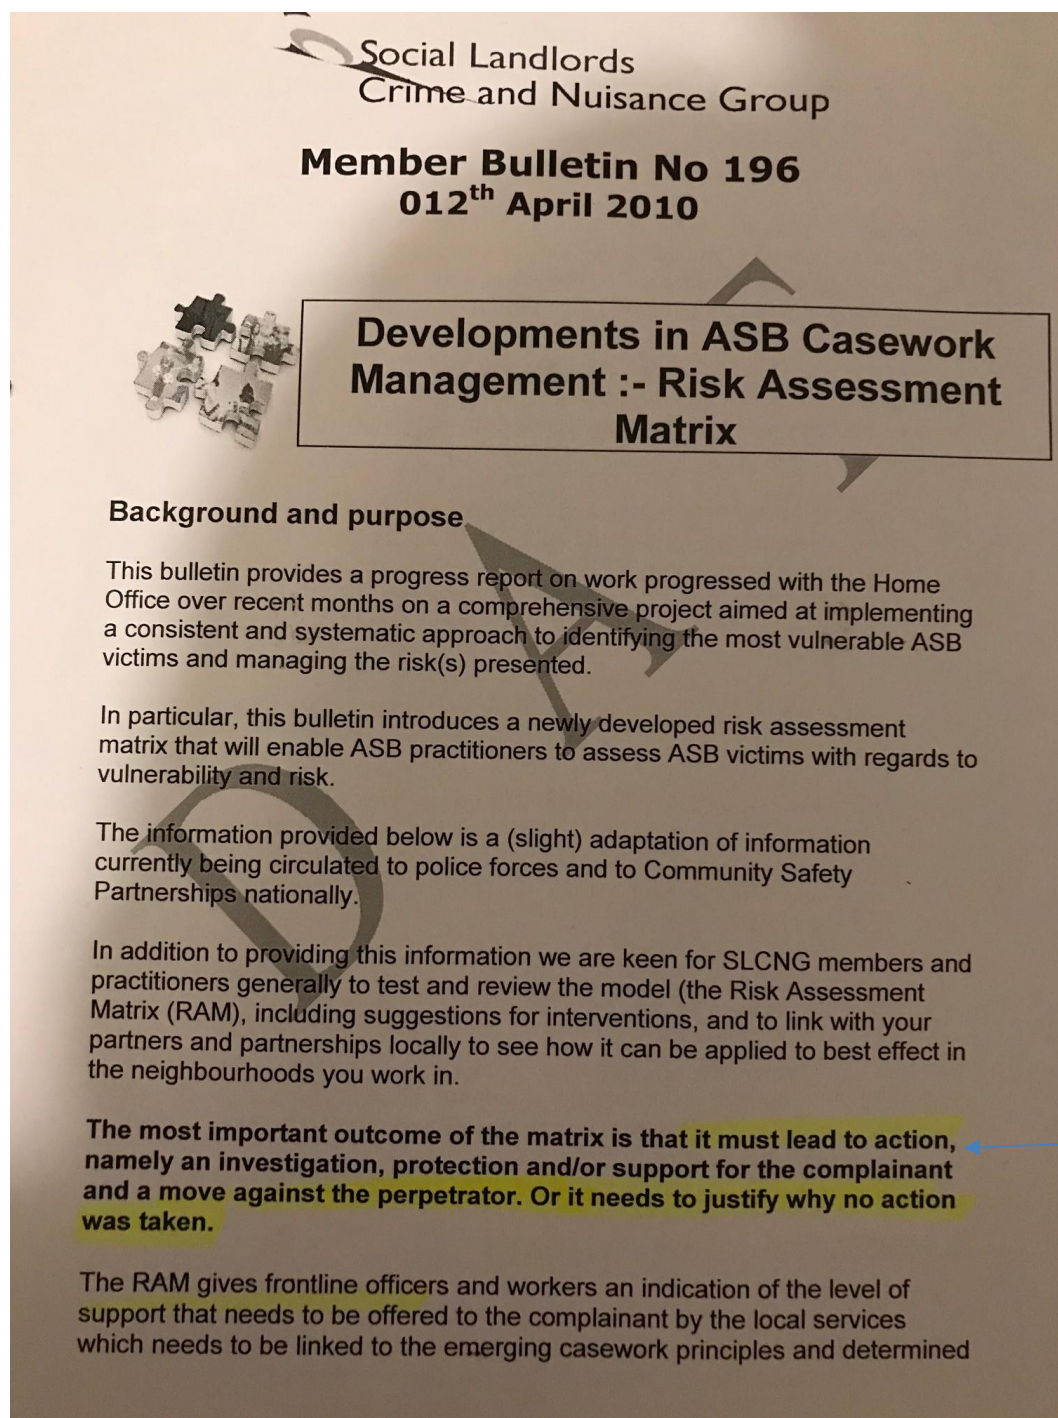 Social Landlords
Crime and Nuisance Group
Member Bulletin No 196
012th April 2010
Developments in ASB Casework
Management :- Risk Assessment
Matrix
Background and purpose
This bulletin provides a progress report on work progressed with the Home
Office over recent months on a comprehensive project aimed at implementing
a consistent and systematic approach to identifying the most vulnerable ASB
victims and managing the risk(s) presented.
In particular, this bulletin introduces a newly developed risk assessment
matrix that will enable ASB practitioners to assess ASB victims with regards to
vulnerability and risk.
The information provided below is a (slight) adaptation of information
currently being circulated to police forces and to Community Safety
Partnerships nationally.
In addition to providing this information we are keen for SLCNG members and
practitioners generally to test and review the model (the Risk Assessment
Matrix (RAM), including suggestions for interventions, and to link with your
partners and partnerships locally to see how it can be applied to best effect in
the neighbourhoods you work in.
The most important outcome of the matrix is that it must lead to action,
namely an investigation, protection and/or support for the complainant
and a move against the perpetrator. Or it needs to justify why no action
was taken.
The RAM gives frontline officers and workers an indication of the level of
support that needs to be offered to the complainant by the local services
which needs to be linked to the emerging casework principles and determined
DRAFT